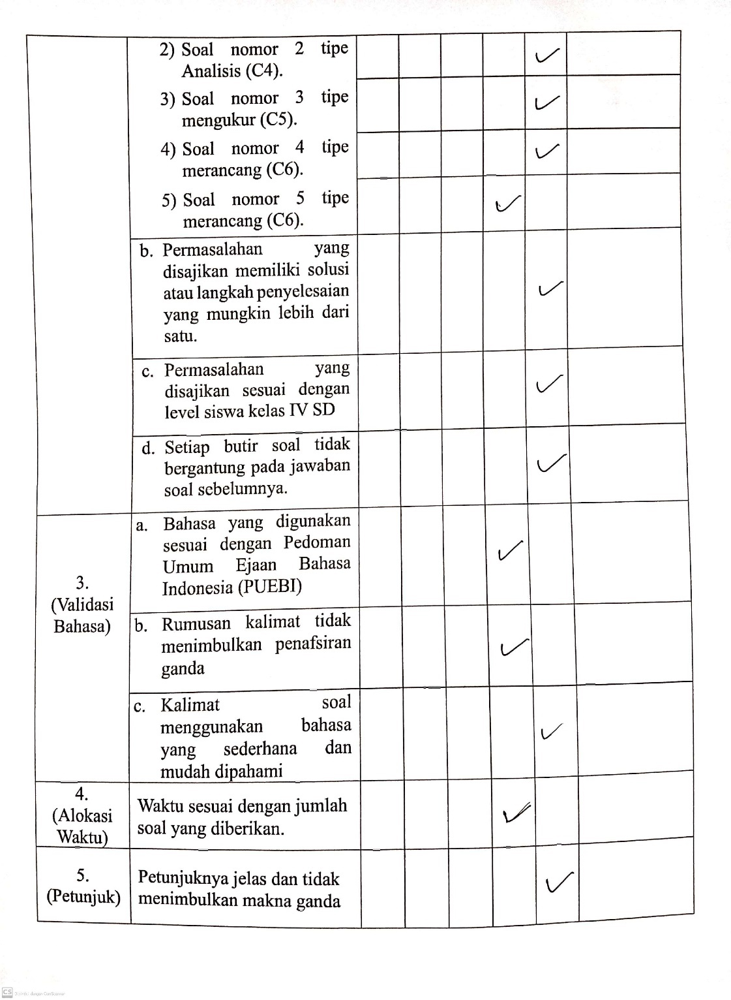 2) Soal nomor 2 tipe
Analisis (C4).
3) Soal nomor 3 tipe
mengukur (C5).
4) Soal nomor 4 tipe
merancang (C6).
5) Soal nomor 5 tipe
merancang (C6).
b. Permasalahan yang
disajikan memiliki solusi
atau langkah penyelesaian
yang mungkin lebih dari
satu.
c. Permasalahan yang
disajikan sesuai dengan
level siswa kelas IV SD
d. Setiap butir soal tidak
bergantung pada jawaban
soal sebelumnya.
3.
(Validasi
Bahasa)
a. Bahasa yang digunakan
sesuai dengan Pedoman
Umum Ejaan Bahasa
Indonesia (PUEBI)
b. Rumusan kalimat tidak
menimbulkan penafsiran
ganda
c. Kalimat soal
menggunakan bahasa
yang sederhana dan
mudah dipahami
4.
(Alokasi
Waktu)
Waktu sesuai dengan jumlah
soal yang diberikan.
5.
(Petunjuk)
Petunjuknya jelas dan tidak
menimbulkan makna ganda
CS dengan CamScanner